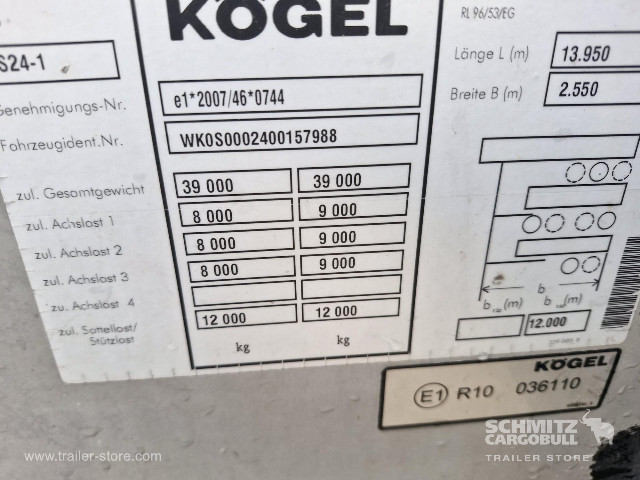 KÖGEL
S24-1
Genehmigungs-Nr. e1*2007/46*0744
Fahrzeugident.Nr. WK0S0002400157988
zul. Gesamtgewicht 39 000 39 000
zul. Achslast 1 8 000 9 000
zul. Achslast 2 8 000 9 000
zul. Achslast 3 8 000 9 000
zu. Achslast 4
zul. Sattellast/ 12 000 12 000
Stützlast
kg kg
RL 96/53/EG
Länge L (m) 13.950
Breite B (m) 2.550
b
b (m) b (m)
12.000
KÖGEL
E1 R10 036110
SCHMITZ
CARGOBULL
TRAILER STORE
www.trailer-store.com